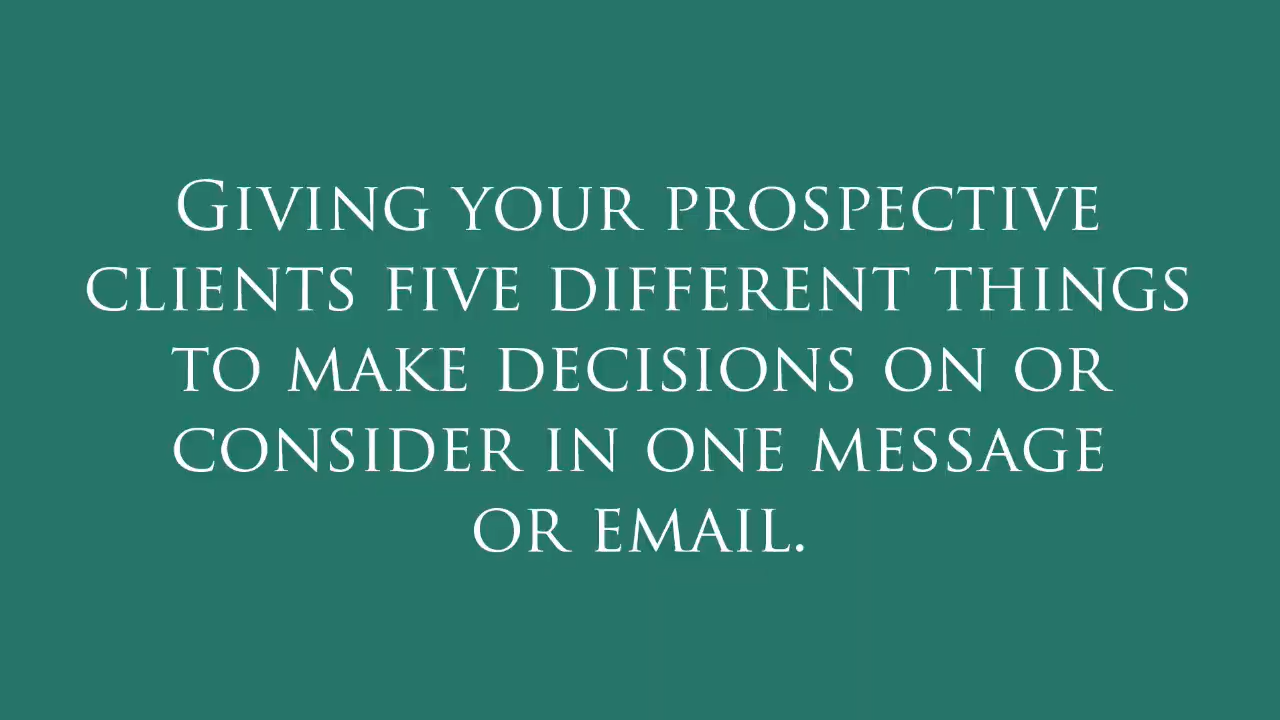 Giving your prospective
clients five different things
to make decisions on or
consider in one message
or email.